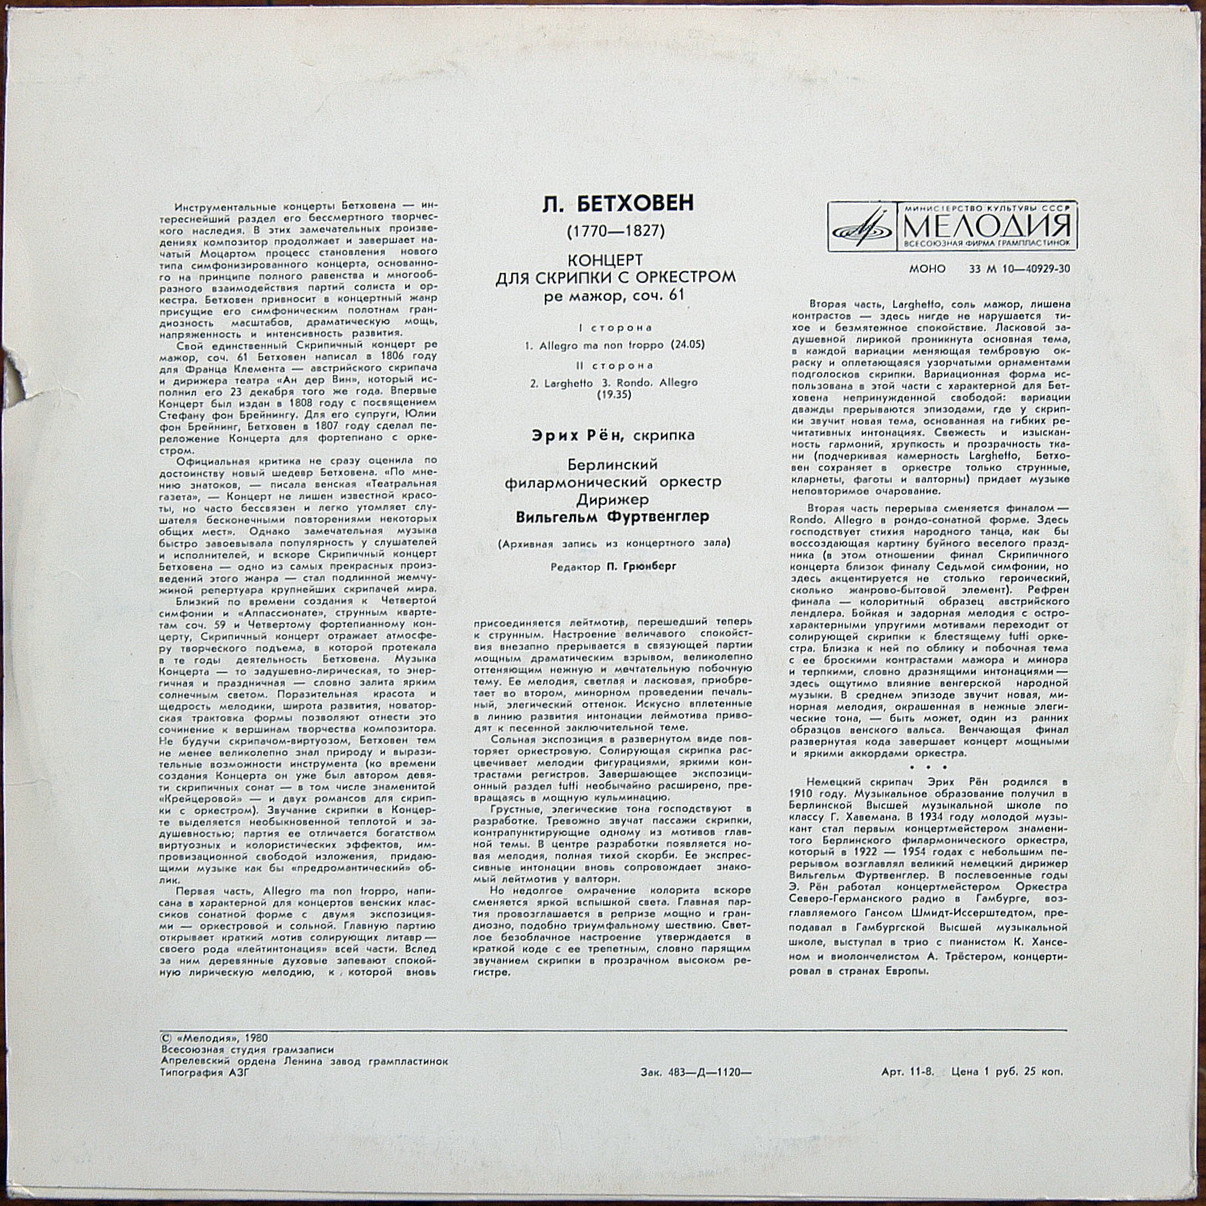 Инструментальные концерты Бетховена — ин-
тереснейший раздел его бессмертного творчес-
кого наследия. В этих замечательных произве-
дениях композитор продолжает и завершает на-
чатый Моцартом процесс становления нового
типа симфонизированного концерта, основанно-
го на принципе полного равенства и многооб-
разного взаимодействия партий солиста и ор-
кестра. Бетховен привносит в концертный жанр
присущие его симфоническим полотнам гран-
диозность масштабов, драматическую мощь,
напряженность и интенсивность развития.
Свой единственный Скрипичный концерт ре
мажор, соч. 61 Бетховен написал в 1806 году
для Франца Клемента — австрийского скрипача
и дирижера театра «Ан дер Вин», который ис-
полнил его 23 декабря того же года. Впервые
Концерт был издан в 1808 году с посвящением
Стефану фон Брейнингу. Для его супруги, Юлии
фон Брейнинг, Бетховен в 1807 году сделал пе-
реложение Концерта для фортепиано с орке-
стром.
Официальная критика не сразу оценила по
достоинству новый шедевр Бетховена. «По мне-
нию знатоков, — писала венская «Театральная
газета», — Концерт не лишен известной красо-
ты, но часто бессвязен и легко утомляет слу-
шателя бесконечными повторениями некоторых
общих мест». Однако замечательная музыка
быстро завоевывала популярность у слушателей
и исполнителей, и вскоре Скрипичный концерт
Бетховена — одно из самых прекрасных произ-
ведений этого жанра — стал подлинной жемчу-
жиной репертуара крупнейших скрипачей мира.
Близкий по времени создания к Четвертой
симфонии и «Аппассионате», струнным кварте-
там соч. 59 и Четвертому фортепианному кон-
церту, Скрипичный концерт отражает атмосфе-
ру творческого подъема, в которой протекала
в те годы деятельность Бетховена. Музыка
Концерта — то задушевно-лирическая, то энер-
гичная и праздничная — словно залита ярким
солнечным светом. Поразительная красота и
щедрость мелодики, широта развития, новатор-
ская трактовка формы позволяют отнести это
сочинение к вершинам творчества композитора.
Не будучи скрипачом-виртуозом, Бетховен тем
не менее великолепно знал природу и вырази-
тельные возможности инструмента (ко времени
создания Концерта он уже был автором девя-
ти скрипичных сонат — в том числе знаменитой
«Крейцеровой» — и двух романсов для скрип-
ки с оркестром). Звучание скрипки в Концер-
те выделяется необыкновенной теплотой и за-
душевностью; партия ее отличается богатством
виртуозных и колористических эффектов, им-
провизационной свободой изложения, придаю-
щими музыке как бы «предромантический» об-
лик.
Первая часть, Allegro ma non troppo, напи-
сана в характерной для концертов венских клас-
сиков сонатной форме с двумя экспозиция-
ми — оркестровой и сольной. Главную партию
открывает краткий мотив солирующих литавр —
своего рода «лейтинтонация» всей части. Вслед
за ним деревянные духовые запевают спокой-
ную лирическую мелодию, к которой вновь
Л. БЕТХОВЕН
(1770—1827)
КОНЦЕРТ
ДЛЯ СКРИПКИ С ОРКЕСТРОМ
ре мажор, соч. 61
I сторона
1. Allegro ma non troppo (24.05)
II сторона
2. Larghetto 3. Rondo. Allegro
(19.35)
Эрих Рён, скрипка
Берлинский
филармонический оркестр
Дирижер
Вильгельм Фуртвенглер
(Архивная запись из концертного зала)
Редактор П. Грюнберг
присоединяется лейтмотив, перешедший теперь
к струнным. Настроение величавого спокойст-
вия внезапно прерывается в связующей партии
мощным драматическим взрывом, великолепно
оттеняющим нежную и мечтательную побочную
тему. Ее мелодия, светлая и ласковая, приобре-
тает во втором, минорном проведении печаль-
ный, элегический оттенок. Искусно вплетенные
в линию развития интонации леймотива приво-
дят к песенной заключительной теме.
Сольная экспозиция в развернутом виде пов-
торяет оркестровую. Солирующая скрипка рас-
цвечивает мелодии фигурациями, яркими кон-
трастами регистров. Завершающее экспозици-
онный раздел tutti необычайно расширено, пре-
вращаясь в мощную кульминацию.
Грустные, элегические тона господствуют в
разработке. Тревожно звучат пассажи скрипки,
контрапунктирующие одному из мотивов глав-
ной темы. В центре разработки появляется но-
вая мелодия, полная тихой скорби. Ее экспрес-
сивные интонации вновь сопровождает знако-
мый лейтмотив у валторн.
Но недолгое омрачение колорита вскоре
сменяется яркой вспышкой света. Главная пар-
тия провозглашается в репризе мощно и гран-
диозно, подобно триумфальному шествию. Свет-
лое безоблачное настроение утверждается в
краткой коде с ее трепетным, словно парящим
звучанием скрипки в прозрачном высоком ре-
гистре.
МИНИСТЕРСТВО КУЛЬТУРЫ СССР
МЕЛОДИЯ
ВСЕСОЮЗНАЯ ФИРМА ГРАМПЛАСТИНОК
МОНО 33 М 10—40929-30
Вторая часть, Larghetto, соль мажор, лишена
контрастов — здесь нигде не нарушается ти-
хое и безмятежное спокойствие. Ласковой за-
душевной лирикой проникнута основная тема,
в каждой вариации меняющая тембровую ок-
раску и оплетающаяся узорчатыми орнаментами
подголосков скрипки. Вариационная форма ис-
пользована в этой части с характерной для Бет-
ховена непринужденной свободой: вариации
дважды прерываются эпизодами, где у скрип-
ки звучит новая тема, основанная на гибких ре-
читативных интонациях. Свежесть и изыскан-
ность гармоний, хрупкость и прозрачность тка-
ни (подчеркивая камерность Larghetto, Бетхо-
вен сохраняет в оркестре только струнные,
кларнеты, фаготы и валторны) придает музыке
неповторимое очарование.
Вторая часть перерыва сменяется финалом —
Rondo. Allegro в рондо-сонатной форме. Здесь
господствует стихия народного танца, как бы
воссоздающая картину буйного веселого празд-
ника (в этом отношении финал Скрипичного
концерта близок финалу Седьмой симфонии, но
здесь акцентируется не столько героический,
сколько жанрово-бытовой элемент). Рефрен
финала — колоритный образец австрийского
лендлера. Бойкая и задорная мелодия с остро-
характерными упругими мотивами переходит от
солирующей скрипки к блестящему tutti орке-
стра. Близка к ней по облику и побочная тема
с ее броскими контрастами мажора и минора
и терпкими, словно дразнящими интонациями —
здесь ощутимо влияние венгерской народной
музыки. В среднем эпизоде звучит новая, ми-
норная мелодия, окрашенная в нежные элеги-
ческие тона, — быть может, один из ранних
образцов венского вальса. Венчающая финал
развернутая кода завершает концерт мощными
и яркими аккордами оркестра.
• • •
Немецкий скрипач Эрих Рён родился в
1910 году. Музыкальное образование получил в
Берлинской Высшей музыкальной школе по
классу Г. Хавемана. В 1934 году молодой музы-
кант стал первым концертмейстером знамени-
того Берлинского филармонического оркестра,
который в 1922 — 1954 годах с небольшим пе-
рерывом возглавлял великий немецкий дирижер
Вильгельм Фуртвенглер. В послевоенные годы
Э. Рён работал концертмейстером Оркестра
Северо-Германского радио в Гамбурге, воз-
главляемого Гансом Шмидт-Иссерштедтом, пре-
подавал в Гамбургской Высшей музыкальной
школе, выступал в трио с пианистом К. Хансе-
ном и виолончелистом А. Трёстером, концерти-
ровал в странах Европы.
© «Мелодия», 1980
Всесоюзная студия грамзаписи
Апрелевский ордена Ленина завод грампластинок
Типография АЗГ
Зак. 483—Д—1120—
Арт. 11-8. Цена 1 руб. 25 коп.